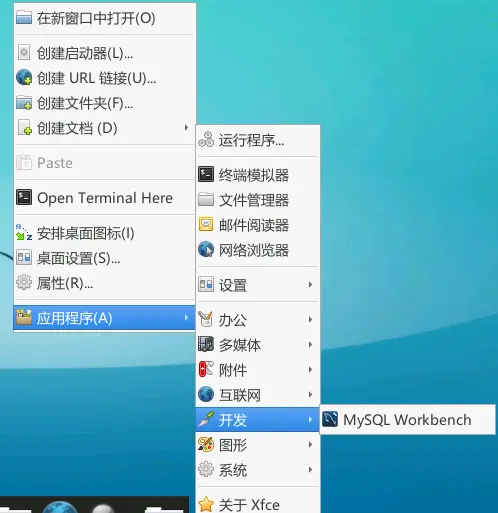 在新窗口中打开(O)
创建启动器(L)...
创建 URL 链接(U)...
创建文件夹(F)...
创建文档 (D)
Paste
Open Terminal Here
安排桌面图标(I)
桌面设置(S)...
属性(R)...
应用程序(A)
运行程序...
终端模拟器
文件管理器
邮件阅读器
网络浏览器
设置
办公
多媒体
附件
互联网
开发
图形
系统
关于 Xfce
MySQL Workbench